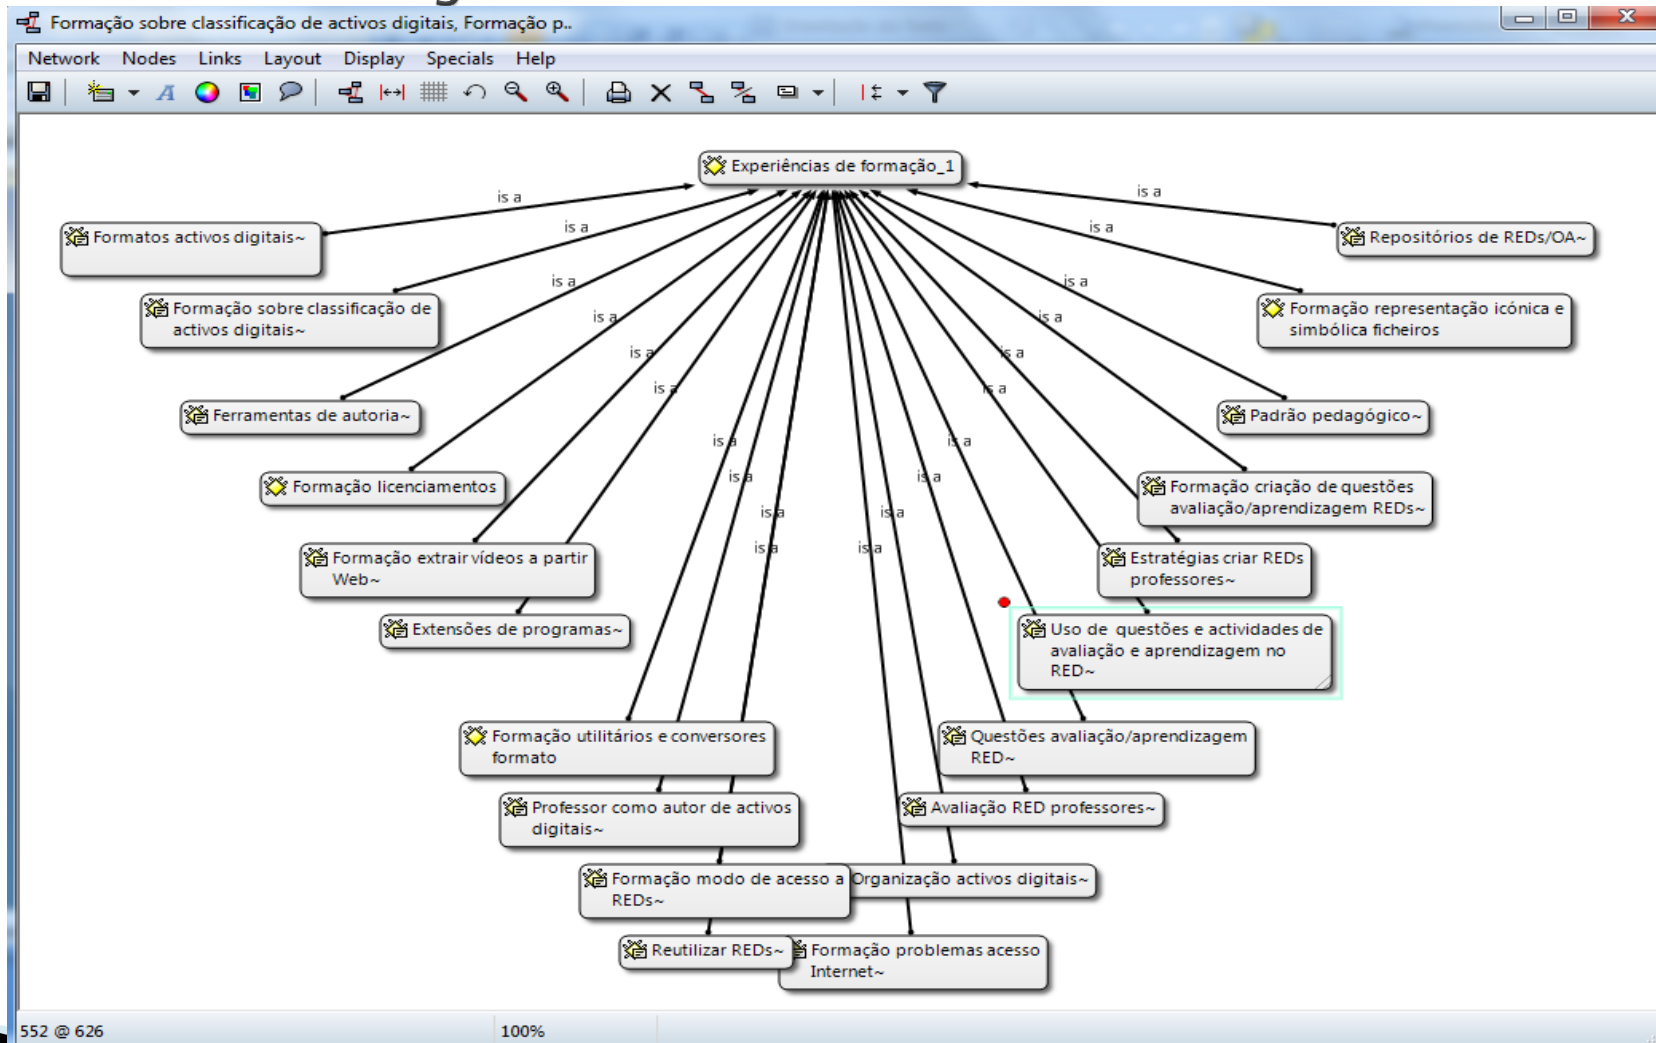 Formação sobre classificação de activos digitais, Formação p..
Network Nodes Links Layout Display Specials Help
Experiências de formação_1
is a
is a
Formatos activos digitais~
is a
is a
Repositórios de REDs/OA~
is a
is a
Formação sobre classificação de
activos digitais~
Formação representação icónica e
simbólica ficheiros
is a
is a
is a
is a
is a
is a
Ferramentas de autoria~
Padrão pedagógico~
is a
is a
is a
is a
Formação licenciamentos
Formação criação de questões
avaliação/aprendizagem REDs~
is a
is a
is a
is a
Formação extrair vídeos a partir
Web~
Estratégias criar REDs
professores~
Extensões de programas~
Uso de questões e actividades de
avaliação e aprendizagem no
RED~
Formação utilitários e conversores
formato
Questões avaliação/aprendizagem
RED~
Professor como autor de activos
digitais~
Avaliação RED professores~
Formação modo de acesso a
REDs~
Organização activos digitais~
Reutilizar REDs~
Formação problemas acesso
Internet~
552 @ 626 100%